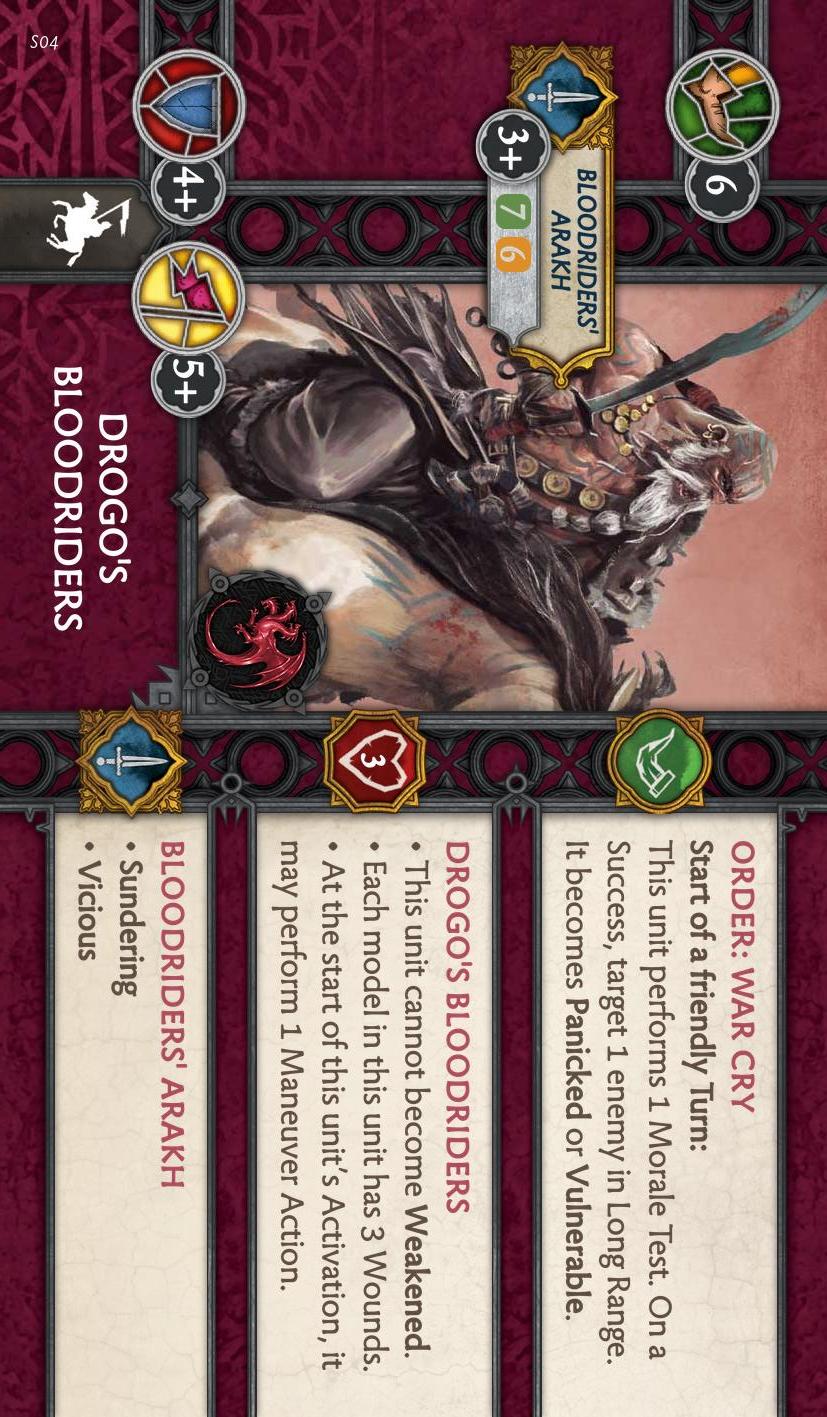 6
BLOODRIDERS'
ARAKH
3+
7 6
4+
5+
DROGO'S
BLOODRIDERS
S04
ORDER: WAR CRY
Start of a friendly Turn:
This unit performs 1 Morale Test. On a
Success, target 1 enemy in Long Range.
It becomes Panicked or Vulnerable.
3
DROGO'S BLOODRIDERS
• This unit cannot become Weakened.
• Each model in this unit has 3 Wounds.
• At the start of this unit's Activation, it
may perform 1 Maneuver Action.
BLOODRIDERS' ARAKH
• Sundering
• Vicious